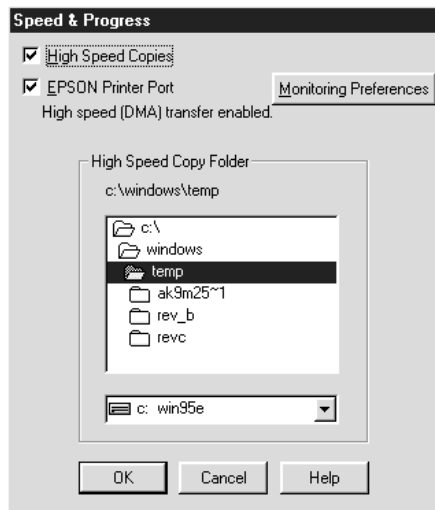 Speed & Progress
High Speed Copies
EPSON Printer Port
Monitoring Preferences
High speed (DMA) transfer enabled.
High Speed Copy Folder
c:\windows\temp
c:\
windows
temp
ak9m25~1
rev_b
revc
c: win95e
OK
Cancel
Help